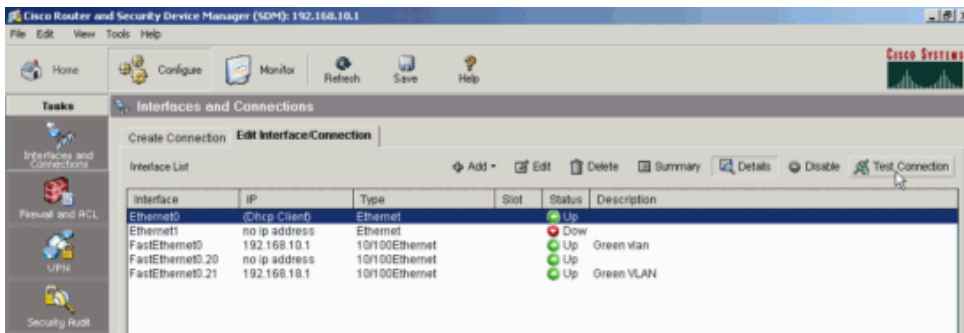 Cisco Router and Security Device Manager (SDM): 192.168.10.1
File Edit View Tools Help
Home Configure Monitor Refresh Save Help
CISCO SYSTEMS
Tasks
Interfaces and Connections
Create Connection Edit Interface/Connection
Interfaces and Connections
Interface List Add Edit Delete Summary Details Disable Test Connection
Interface IP Type Slot Status Description
Ethernet0 (Dhcp Client) Ethernet Up
Ethernet1 no ip address Ethernet Dow
FastEthernet0 192.168.10.1 10/100Ethernet Up Green vlan
FastEthernet0.20 no ip address 10/100Ethernet Up
FastEthernet0.21 192.168.18.1 10/100Ethernet Up Green VLAN
Firewall and ACL
VPN
Security Audit